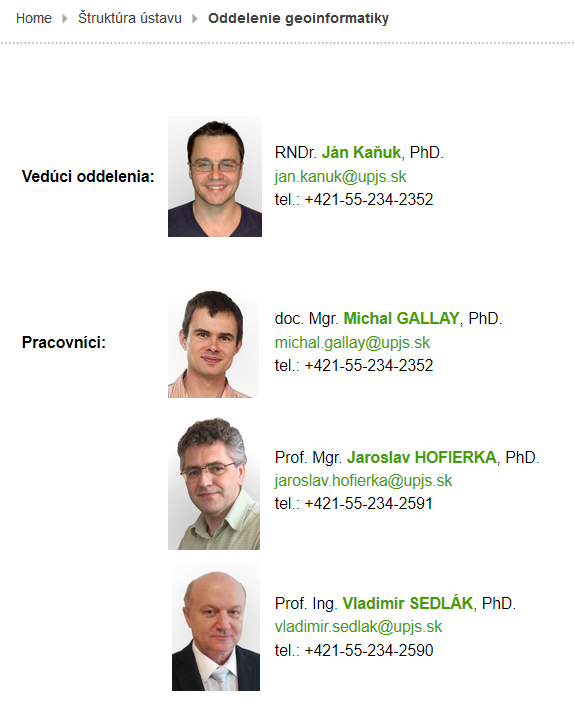 Home Štruktúra ústavu Oddelenie geoinformatiky
Vedúci oddelenia:
RNDr. Ján Kaňuk, PhD.
jan.kanuk@upjs.sk
tel.: +421-55-234-2352
Pracovníci:
doc. Mgr. Michal GALLAY, PhD.
michal.gallay@upjs.sk
tel.: +421-55-234-2352
Prof. Mgr. Jaroslav HOFIERKA, PhD.
jaroslav.hofierka@upjs.sk
tel.: +421-55-234-2591
Prof. Ing. Vladimír SEDLÁK, PhD.
vladimir.sedlak@upjs.sk
tel.: +421-55-234-2590